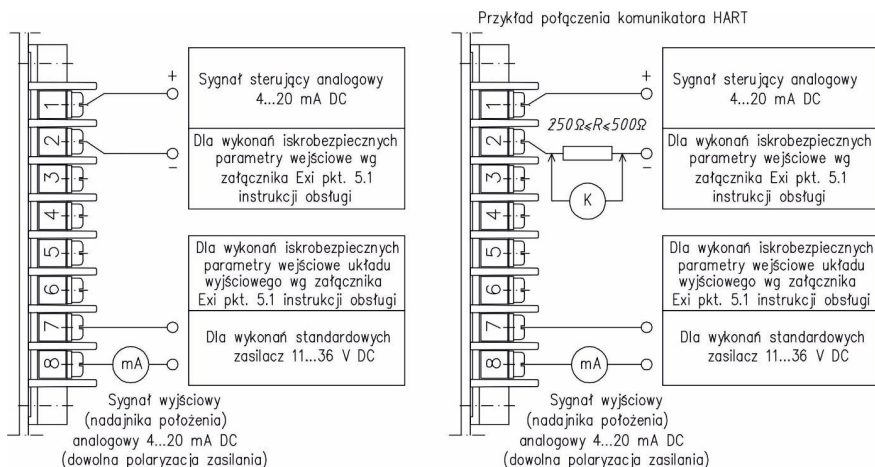 Przykład połączenia komunikatora HART
1
2
3
4
5
6
7
8
+
Sygnał sterujący analogowy
4...20 mA DC
–
Dla wykonań iskrobezpiecznych
parametry wejściowe wg
załącznika Exi pkt. 5.1
instrukcji obsługi
Dla wykonań iskrobezpiecznych
parametry wejściowe układu
wyjściowego wg załącznika
Exi pkt. 5.1 instrukcji obsługi
Dla wykonań standardowych
zasilacz 11...36 V DC
mA
Sygnał wyjściowy
(nadajnika położenia)
analogowy 4...20 mA DC
(dowolna polaryzacja zasilania)
1
2
3
4
5
6
7
8
+
Sygnał sterujący analogowy
4...20 mA DC
250Ω≤R≤500Ω
–
K
Dla wykonań iskrobezpiecznych
parametry wejściowe wg
załącznika Exi pkt. 5.1
instrukcji obsługi
Dla wykonań iskrobezpiecznych
parametry wejściowe układu
wyjściowego wg załącznika
Exi pkt. 5.1 instrukcji obsługi
Dla wykonań standardowych
zasilacz 11...36 V DC
mA
Sygnał wyjściowy
(nadajnika położenia)
analogowy 4...20 mA DC
(dowolna polaryzacja zasilania)